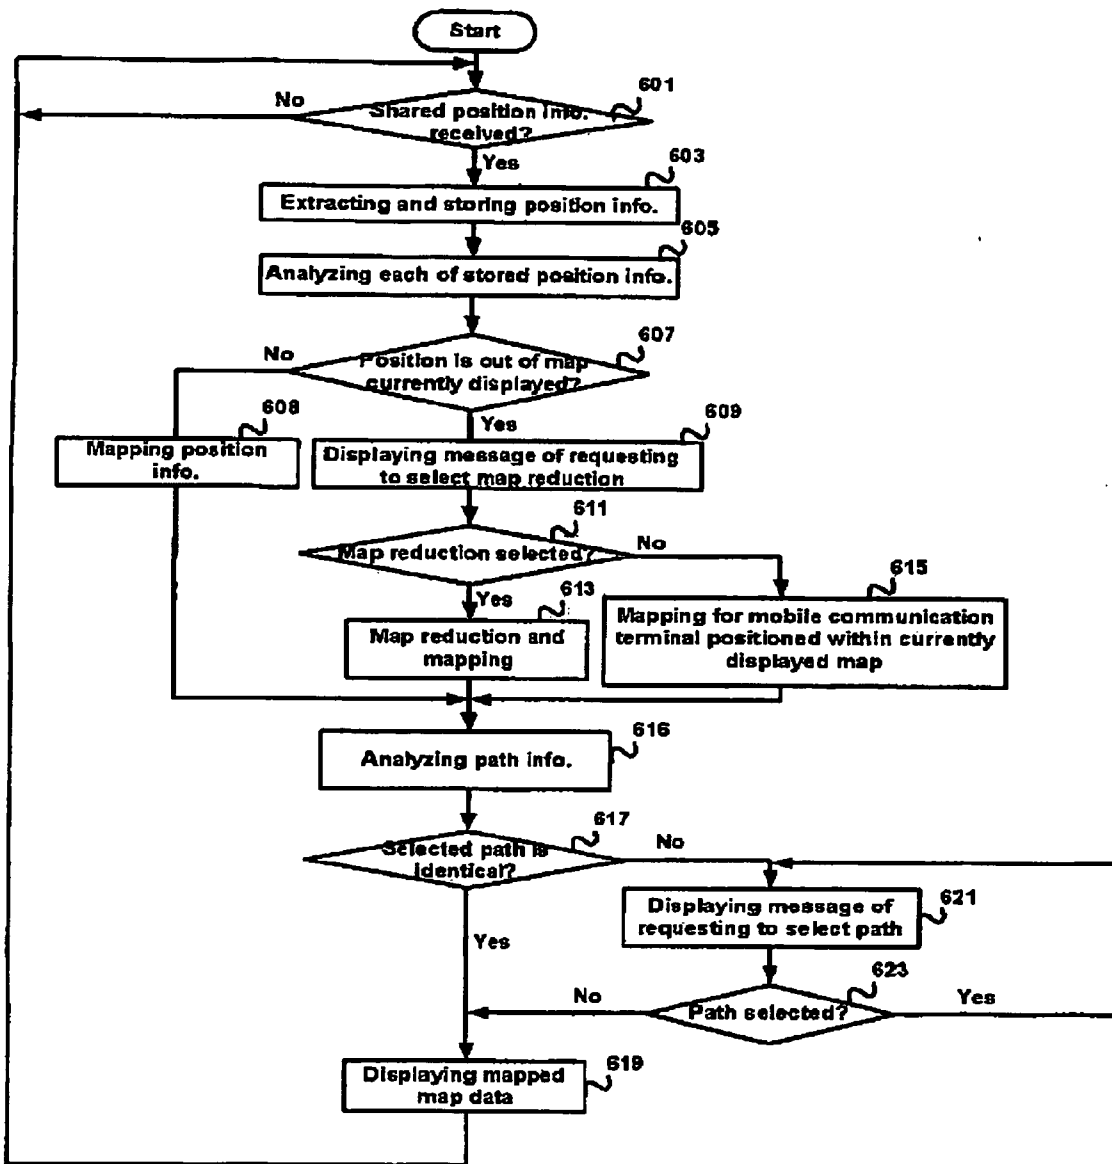 Start
601
No
Shared position info.
received?
Yes
603
Extracting and storing position info.
605
Analyzing each of stored position info.
607
No
Position is out of map
currently displayed?
Yes
608
609
Mapping position
info.
Displaying message of requesting
to select map reduction
611
Map reduction selected?
No
Yes
613
615
Map reduction and
mapping
Mapping for mobile communication
terminal positioned within currently
displayed map
616
Analyzing path info.
617
Selected path is
identical?
No
621
Displaying message of
requesting to select path
Yes
623
No
Path selected?
Yes
619
Displaying mapped
map data